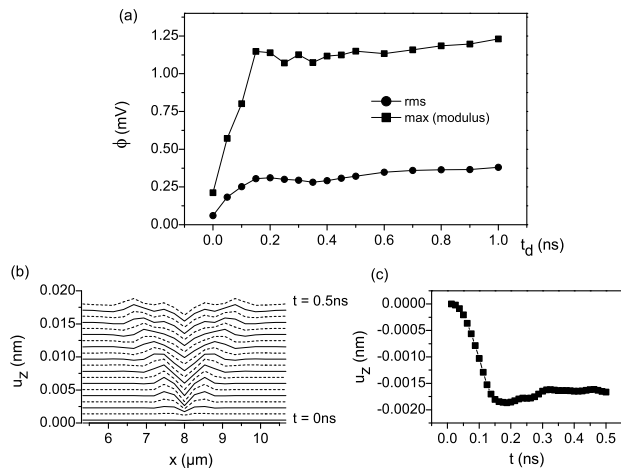 (a)
1.25
1.00
0.75
0.50
0.25
0.00
ϕ (mV)
rms
max (modulus)
0.0 0.2 0.4 0.6 0.8 1.0
t_d (ns)
(b)
0.020
0.015
0.010
0.005
0.000
u_z (nm)
t = 0.5ns
t = 0ns
6 7 8 9 10
x (µm)
(c)
0.0000
-0.0005
-0.0010
-0.0015
-0.0020
u_z (nm)
0.0 0.1 0.2 0.3 0.4 0.5
t (ns)